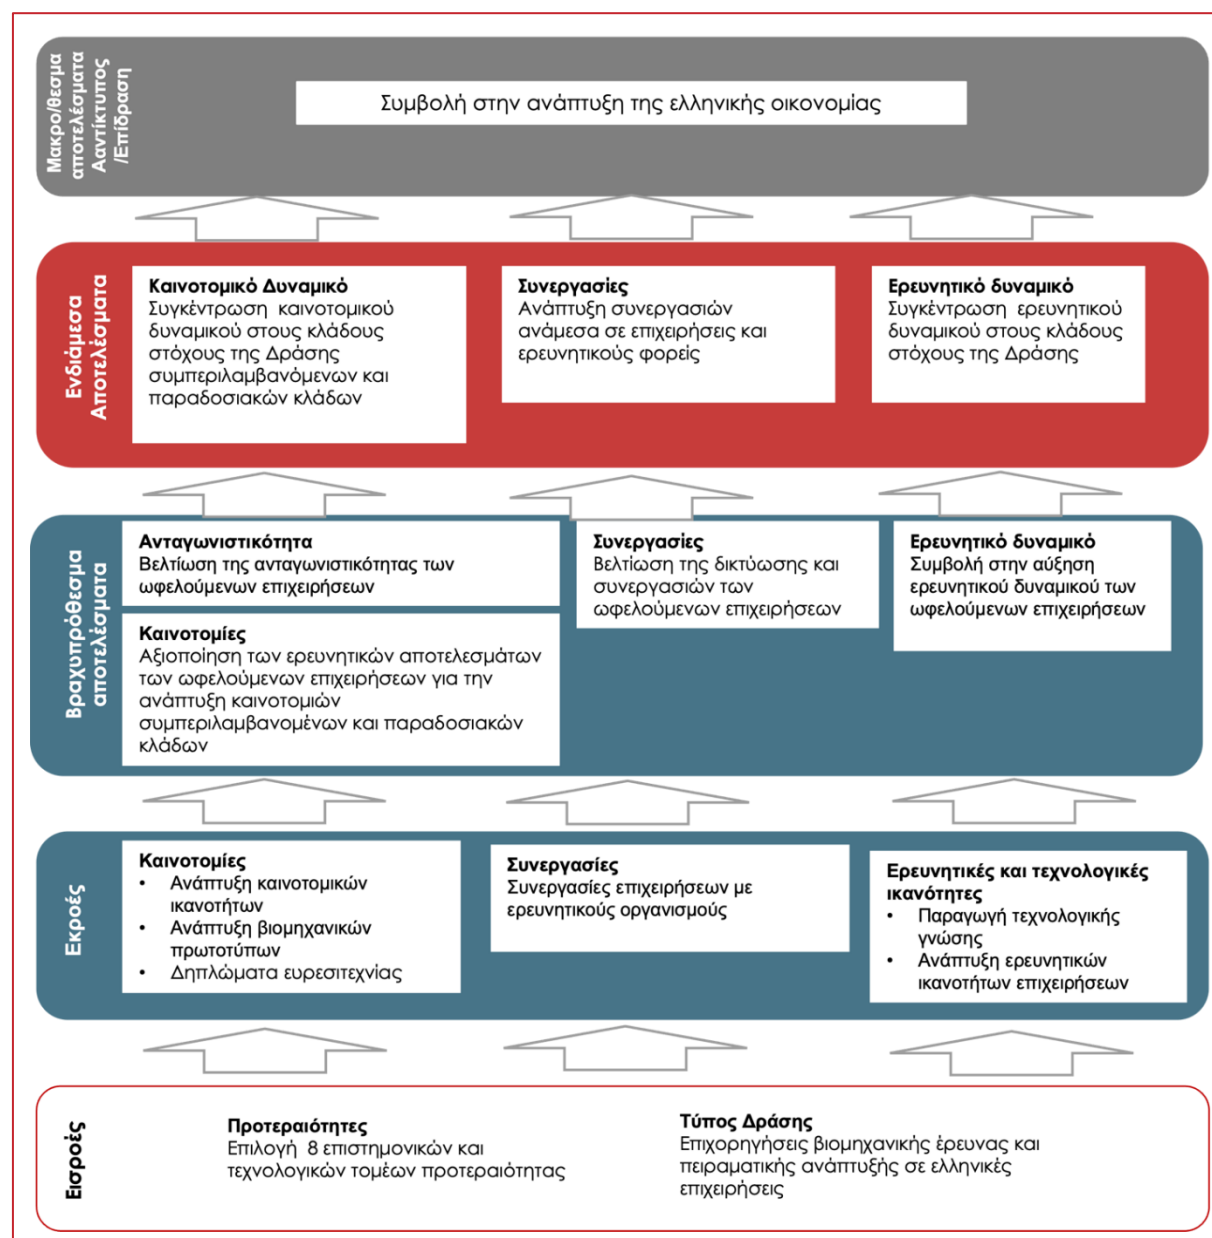 Μακρο/θεσμα
αποτελέσματα
Ααντίκτυπος
/Επίδραση
Συμβολή στην ανάπτυξη της ελληνικής οικονομίας
Ενδιάμεσα
Αποτελέσματα
Καινοτομικό Δυναμικό
Συγκέντρωση καινοτομικού
δυναμικού στους κλάδους
στόχους της Δράσης
συμπεριλαμβανόμενων και
παραδοσιακών κλάδων
Συνεργασίες
Ανάπτυξη συνεργασιών
ανάμεσα σε επιχειρήσεις και
ερευνητικούς φορείς
Ερευνητικό δυναμικό
Συγκέντρωση ερευνητικού
δυναμικού στους κλάδους
στόχους της Δράσης
Βραχυπρόθεσμα
αποτελέσματα
Ανταγωνιστικότητα
Βελτίωση της ανταγωνιστικότητας των
ωφελούμενων επιχειρήσεων
Καινοτομίες
Αξιοποίηση των ερευνητικών αποτελεσμάτων
των ωφελούμενων επιχειρήσεων για την
ανάπτυξη καινοτομιών
συμπεριλαμβανομένων και παραδοσιακών
κλάδων
Συνεργασίες
Βελτίωση της δικτύωσης και
συνεργασιών των
ωφελούμενων επιχειρήσεων
Ερευνητικό δυναμικό
Συμβολή στην αύξηση
ερευνητικού δυναμικού των
ωφελούμενων επιχειρήσεων
Εκροές
Καινοτομίες
• Ανάπτυξη καινοτομικών
ικανοτήτων
• Ανάπτυξη βιομηχανικών
πρωτοτύπων
• Δηπλώματα ευρεσιτεχνίας
Συνεργασίες
Συνεργασίες επιχειρήσεων με
ερευνητικούς οργανισμούς
Ερευνητικές και τεχνολογικές
ικανότητες
• Παραγωγή τεχνολογικής
γνώσης
• Ανάπτυξη ερευνητικών
ικανοτήτων επιχειρήσεων
Εισροές
Προτεραιότητες
Επιλογή 8 επιστημονικών και
τεχνολογικών τομέων προτεραιότητας
Τύπος Δράσης
Επιχορηγήσεις βιομηχανικής έρευνας και
πειραματικής ανάπτυξής σε ελληνικές
επιχειρήσεις